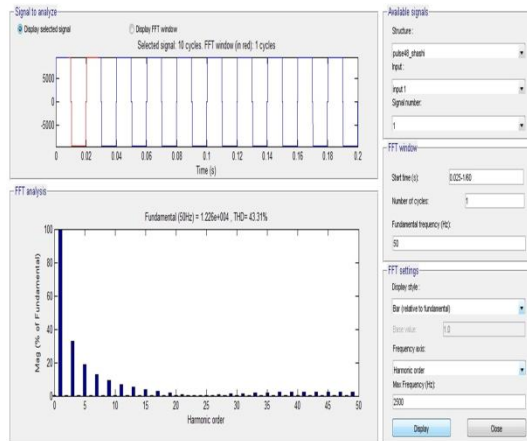 Signal to analyze
Display selected signal
Display FFT window
Selected signal: 10 cycles. FFT window (in red): 1 cycles
5000
0
-5000
0 0.02 0.04 0.06 0.08 0.1 0.12 0.14 0.16 0.18 0.2
Time (s)
FFT analysis
Fundamental (50Hz) = 1.226e+004 , THD= 43.31%
Mag (% of Fundamental)
100
80
60
40
20
0
0 5 10 15 20 25 30 35 40 45 50
Harmonic order
Available signals
Structure :
pulse48_shashi
Input :
input 1
Signal number:
1
FFT window
Start time (s):
0.025-1/60
Number of cycles:
1
Fundamental frequency (Hz):
50
FFT settings
Display style :
Bar (relative to fundamental)
Base value
1.0
Frequency axis:
Harmonic order
Max Frequency (Hz):
2500
Display
Close